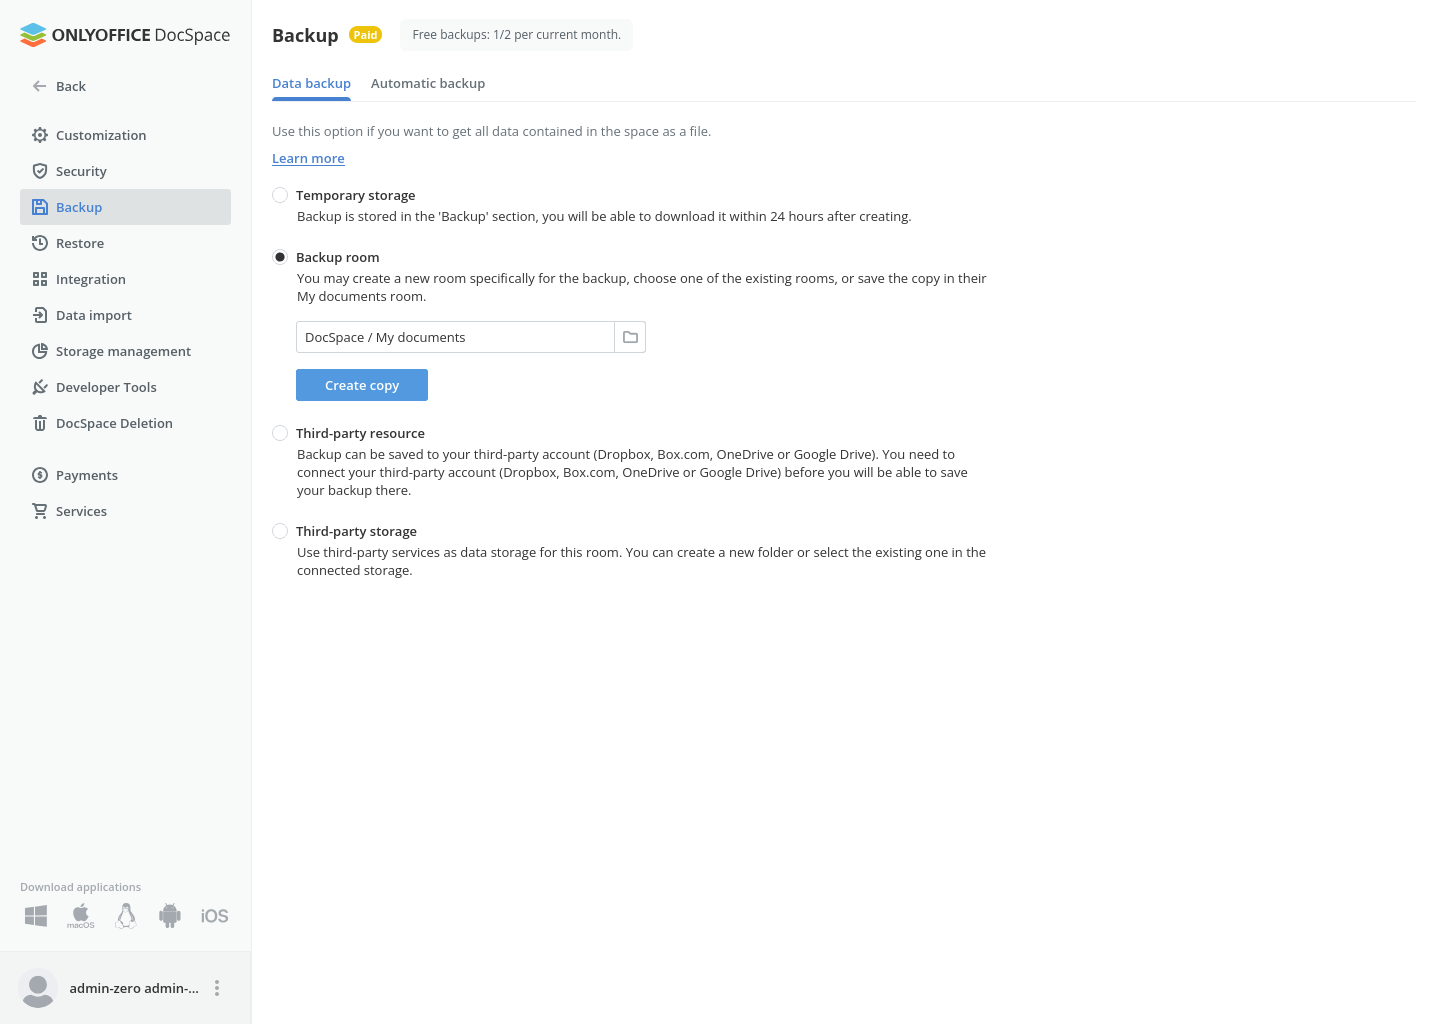 ONLYOFFICE DocSpace
Back
Customization
Security
Backup
Restore
Integration
Data import
Storage management
Developer Tools
DocSpace Deletion
Payments
Services
Download applications
macOS
iOS
admin-zero admin-...
Backup
Paid
Free backups: 1/2 per current month.
Data backup
Automatic backup
Use this option if you want to get all data contained in the space as a file.
Learn more
Temporary storage
Backup is stored in the 'Backup' section, you will be able to download it within 24 hours after creating.
Backup room
You may create a new room specifically for the backup, choose one of the existing rooms, or save the copy in their
My documents room.
DocSpace / My documents
Create copy
Third-party resource
Backup can be saved to your third-party account (Dropbox, Box.com, OneDrive or Google Drive). You need to
connect your third-party account (Dropbox, Box.com, OneDrive or Google Drive) before you will be able to save
your backup there.
Third-party storage
Use third-party services as data storage for this room. You can create a new folder or select the existing one in the
connected storage.